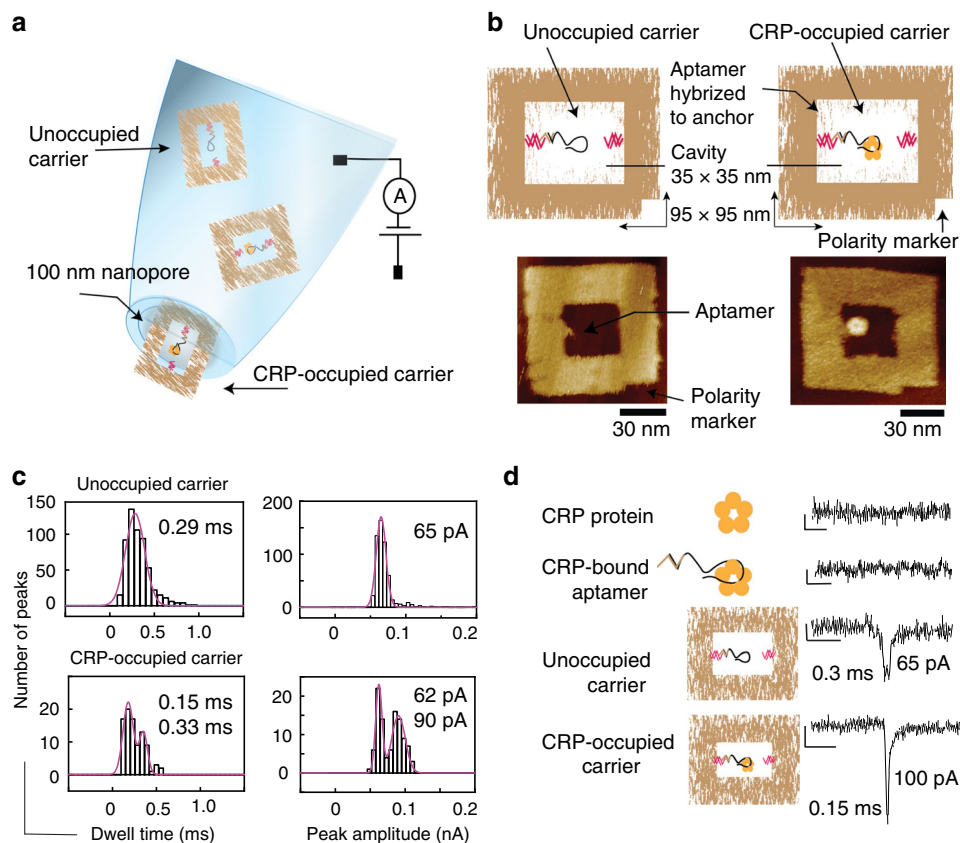 a
Unoccupied
carrier
A
100 nm nanopore
CRP-occupied carrier
b
Unoccupied carrier
CRP-occupied carrier
Aptamer
hybrized
to anchor
Cavity
35 × 35 nm
95 × 95 nm
Polarity marker
Aptamer
Polarity
marker
30 nm
30 nm
c
Unoccupied carrier
150
100
50
0
0.29 ms
0
0.5
1.0
200
100
0
65 pA
0
0.1
0.2
Number of peaks
CRP-occupied carrier
20
10
0
0.15 ms
0.33 ms
0
0.5
1.0
Dwell time (ms)
20
10
0
62 pA
90 pA
0
0.1
0.2
Peak amplitude (nA)
d
CRP protein
CRP-bound
aptamer
Unoccupied
carrier
0.3 ms
65 pA
CRP-occupied
carrier
0.15 ms
100 pA